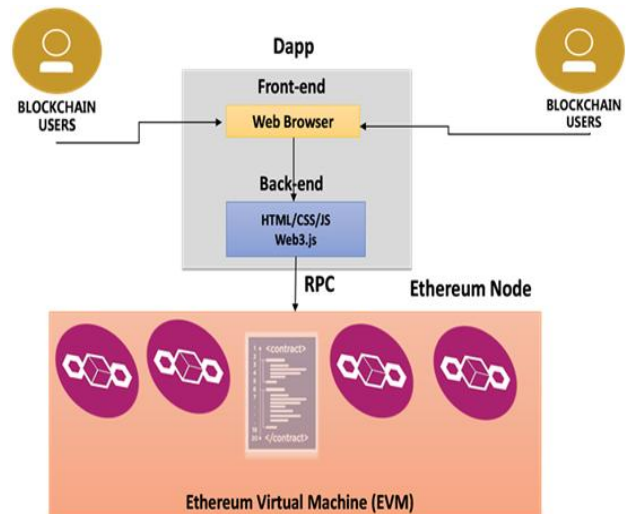 Dapp
BLOCKCHAIN
USERS
BLOCKCHAIN
USERS
Front-end
Web Browser
Back-end
HTML/CSS/JS
Web3.js
RPC
Ethereum Node
<contract>
</contract>
Ethereum Virtual Machine (EVM)